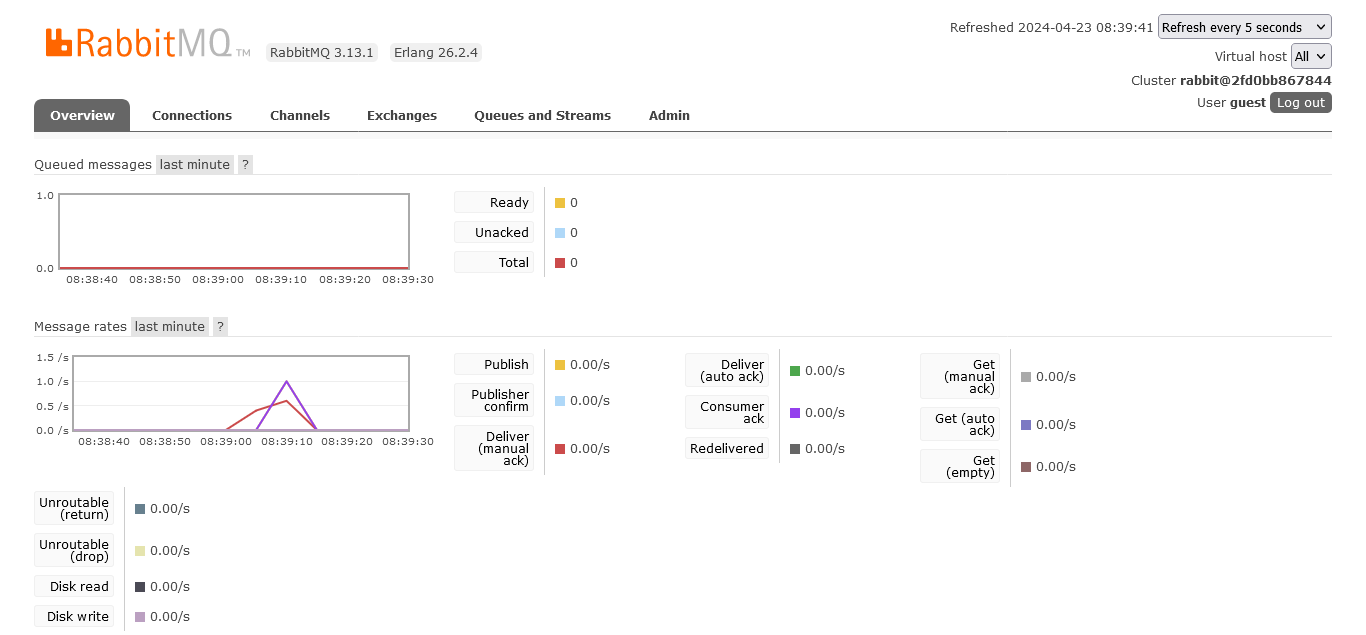 RabbitMQ TM RabbitMQ 3.13.1 Erlang 26.2.4
Refreshed 2024-04-23 08:39:41 Refresh every 5 seconds
Virtual host All
Cluster rabbit@2fd0bb867844
User guest Log out
Overview Connections Channels Exchanges Queues and Streams Admin
Queued messages last minute ?
1.0
0.0
08:38:40 08:38:50 08:39:00 08:39:10 08:39:20 08:39:30
Ready 0
Unacked 0
Total 0
Message rates last minute ?
1.5 /s
1.0 /s
0.5 /s
0.0 /s
08:38:40 08:38:50 08:39:00 08:39:10 08:39:20 08:39:30
Publish 0.00/s
Publisher
confirm 0.00/s
Deliver
(manual
ack) 0.00/s
Deliver
(auto ack) 0.00/s
Consumer
ack 0.00/s
Redelivered 0.00/s
Get
(manual
ack) 0.00/s
Get (auto
ack) 0.00/s
Get
(empty) 0.00/s
Unroutable
(return) 0.00/s
Unroutable
(drop) 0.00/s
Disk read 0.00/s
Disk write 0.00/s